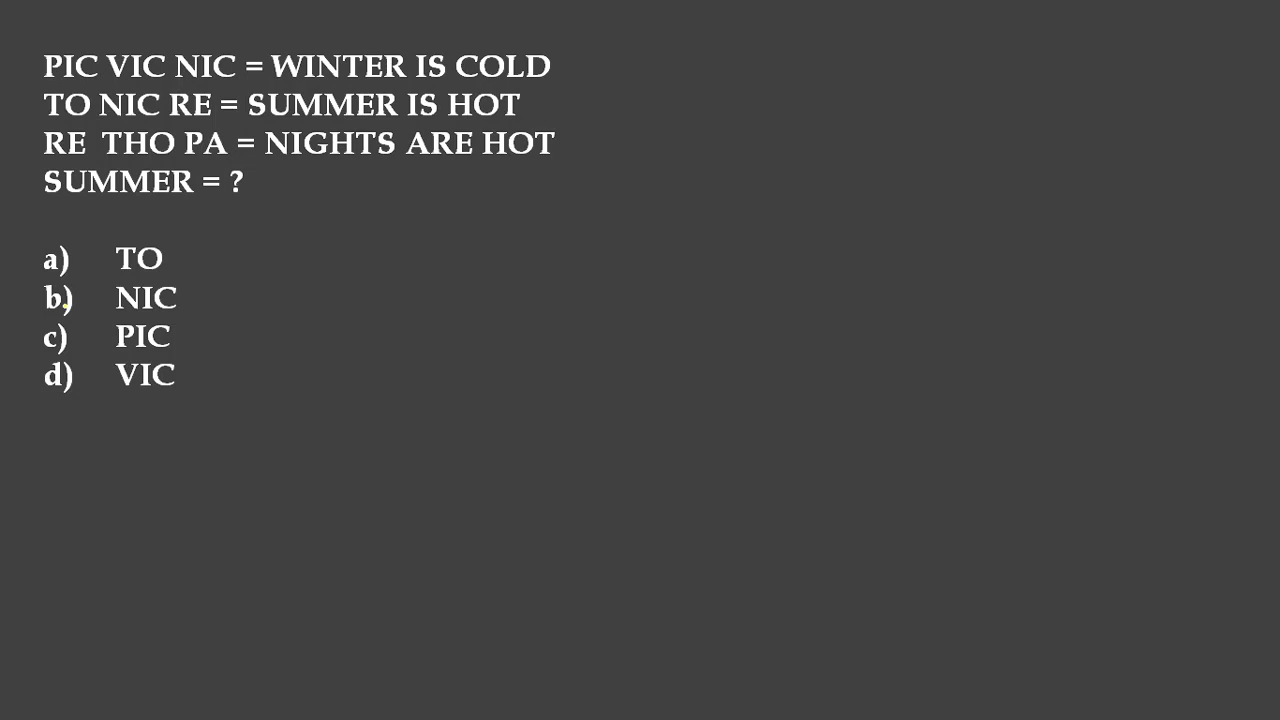 PIC VIC NIC = WINTER IS COLD
TO NIC RE = SUMMER IS HOT
RE THO PA = NIGHTS ARE HOT
SUMMER = ?
a) TO
b) NIC
c) PIC
d) VIC